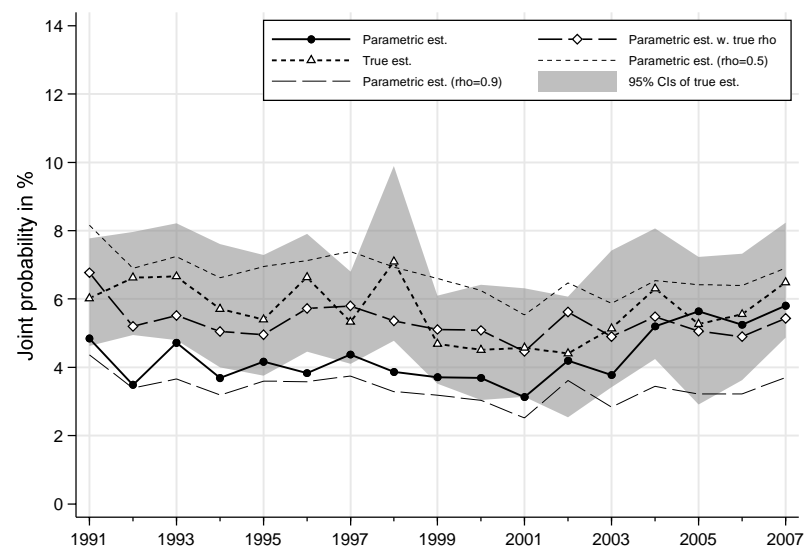 14
12
10
8
6
4
2
0
Joint probability in %
Parametric est.
True est.
Parametric est. (rho=0.9)
Parametric est. w. true rho
Parametric est. (rho=0.5)
95% CIs of true est.
1991 1993 1995 1997 1999 2001 2003 2005 2007